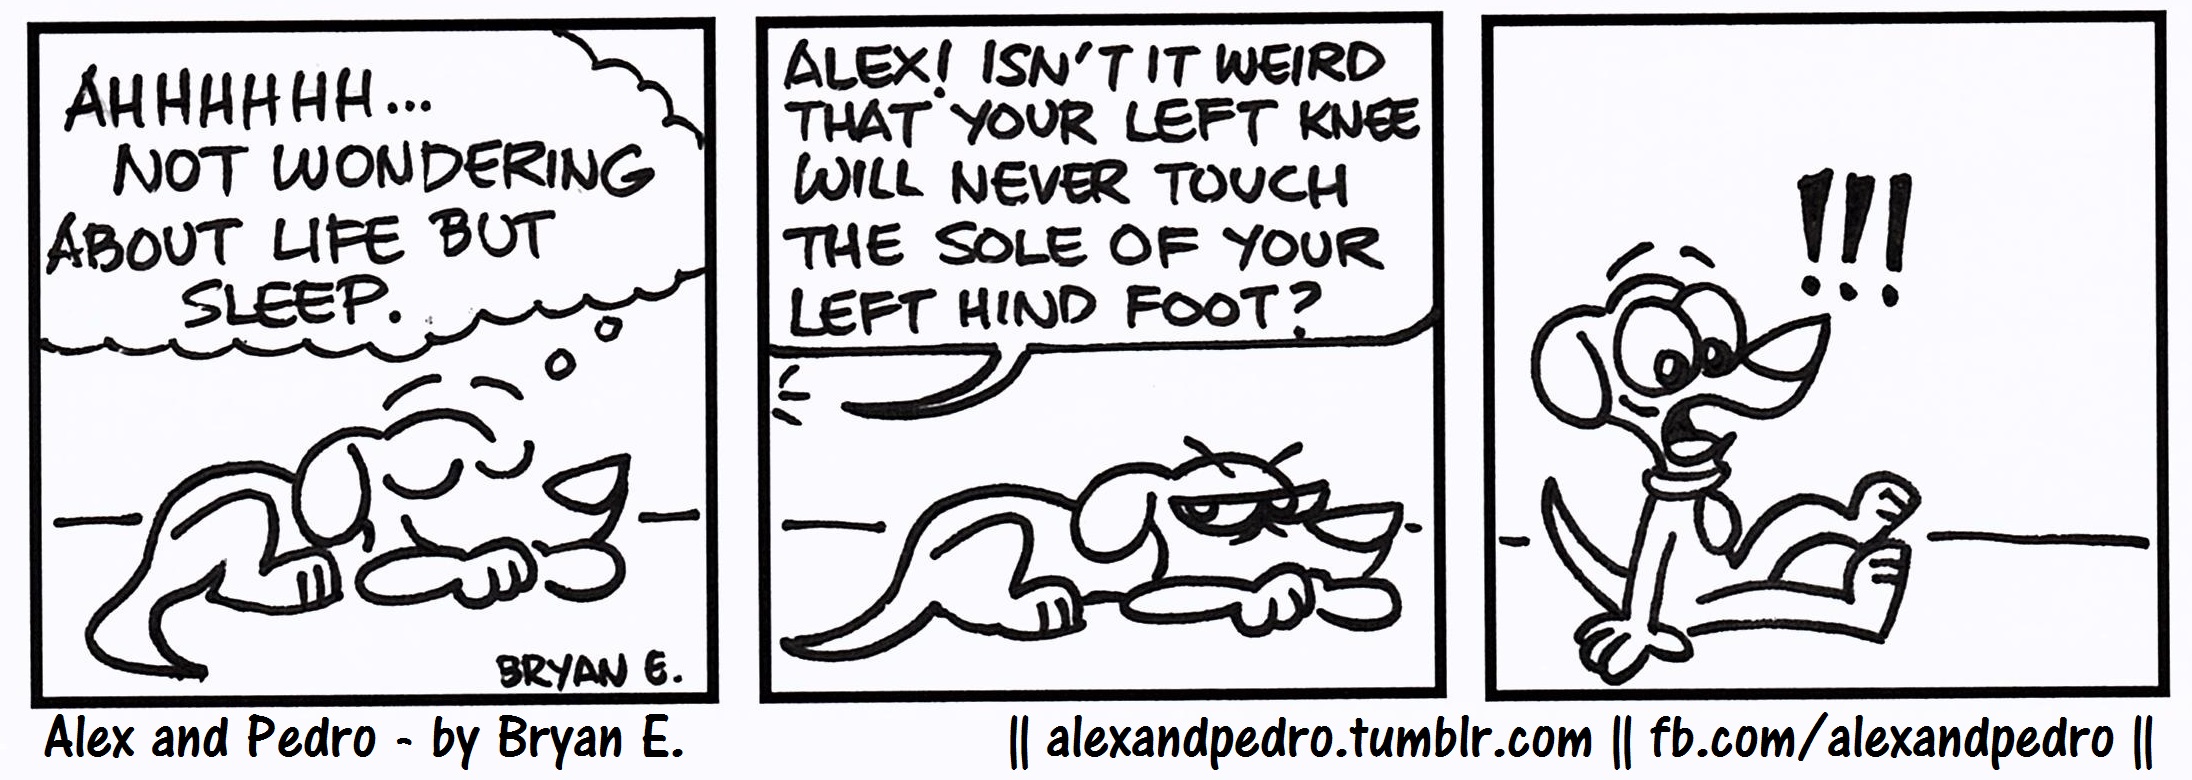 AHHHHHH...
NOT WONDERING
ABOUT LIFE BUT
SLEEP.
BRYAN E.
ALEX! ISN'T IT WEIRD
THAT YOUR LEFT KNEE
WILL NEVER TOUCH
THE SOLE OF YOUR
LEFT HIND FOOT?
!!!
Alex and Pedro - by Bryan E.
|| alexandpedro.tumblr.com || fb.com/alexandpedro ||